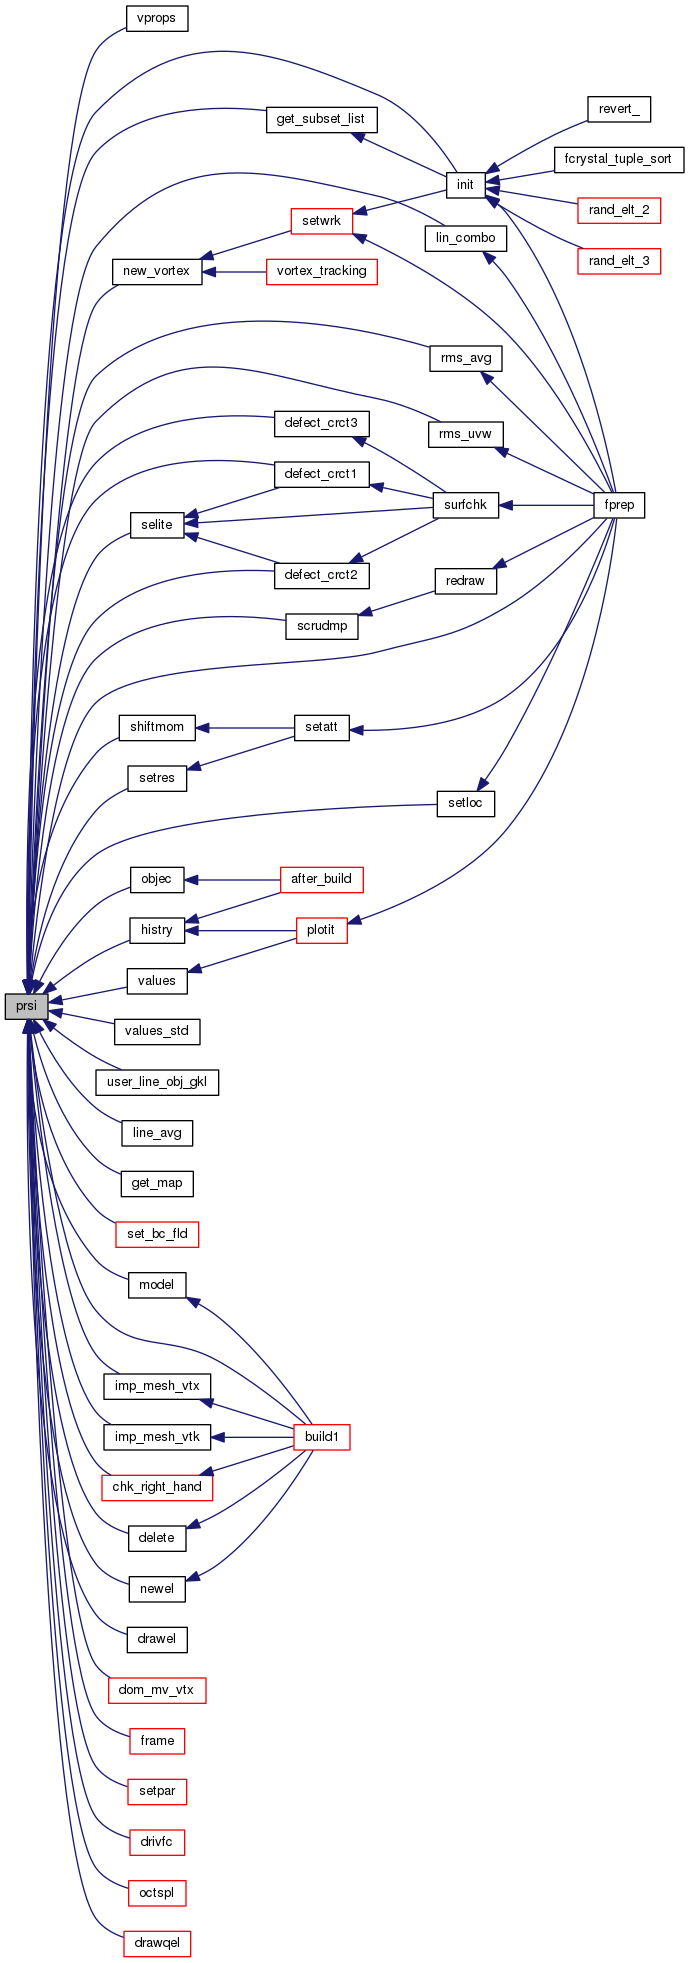 vprops
revert_
get_subset_list
fcrystal_tuple_sort
init
rand_elt_2
setwrk
lin_combo
rand_elt_3
new_vortex
vortex_tracking
rms_avg
defect_crct3
rms_uvw
defect_crct1
surfchk
fprep
selite
defect_crct2
redraw
scrudmp
shiftmom
setatt
setres
setloc
objec
after_build
histry
plotit
values
prsi
values_std
user_line_obj_gkl
line_avg
get_map
set_bc_fld
model
imp_mesh_vtx
imp_mesh_vtk
build1
chk_right_hand
delete
newel
drawel
dom_mv_vtx
frame
setpar
drivfc
octspl
drawqel